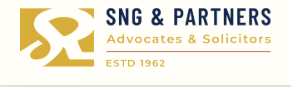 SNG & PARTNERS
Advocates & Solicitors
ESTD 1962